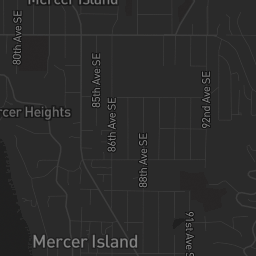 Mercer Island
80th Ave SE
85th Ave SE
86th Ave SE
92nd Ave SE
rcer Heights
88th Ave SE
91st Ave S
Mercer Island